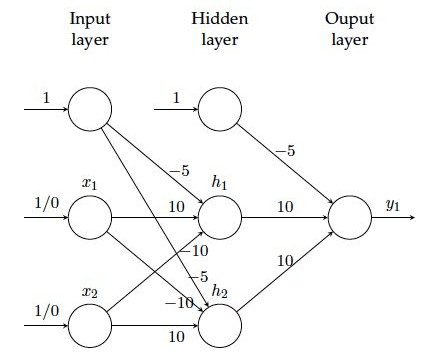 Input layer
Hidden layer
Ouput layer
1
1
−5
−5
x1
h1
1/0
10
10
y1
−10
−5
10
x2
−10
h2
1/0
10